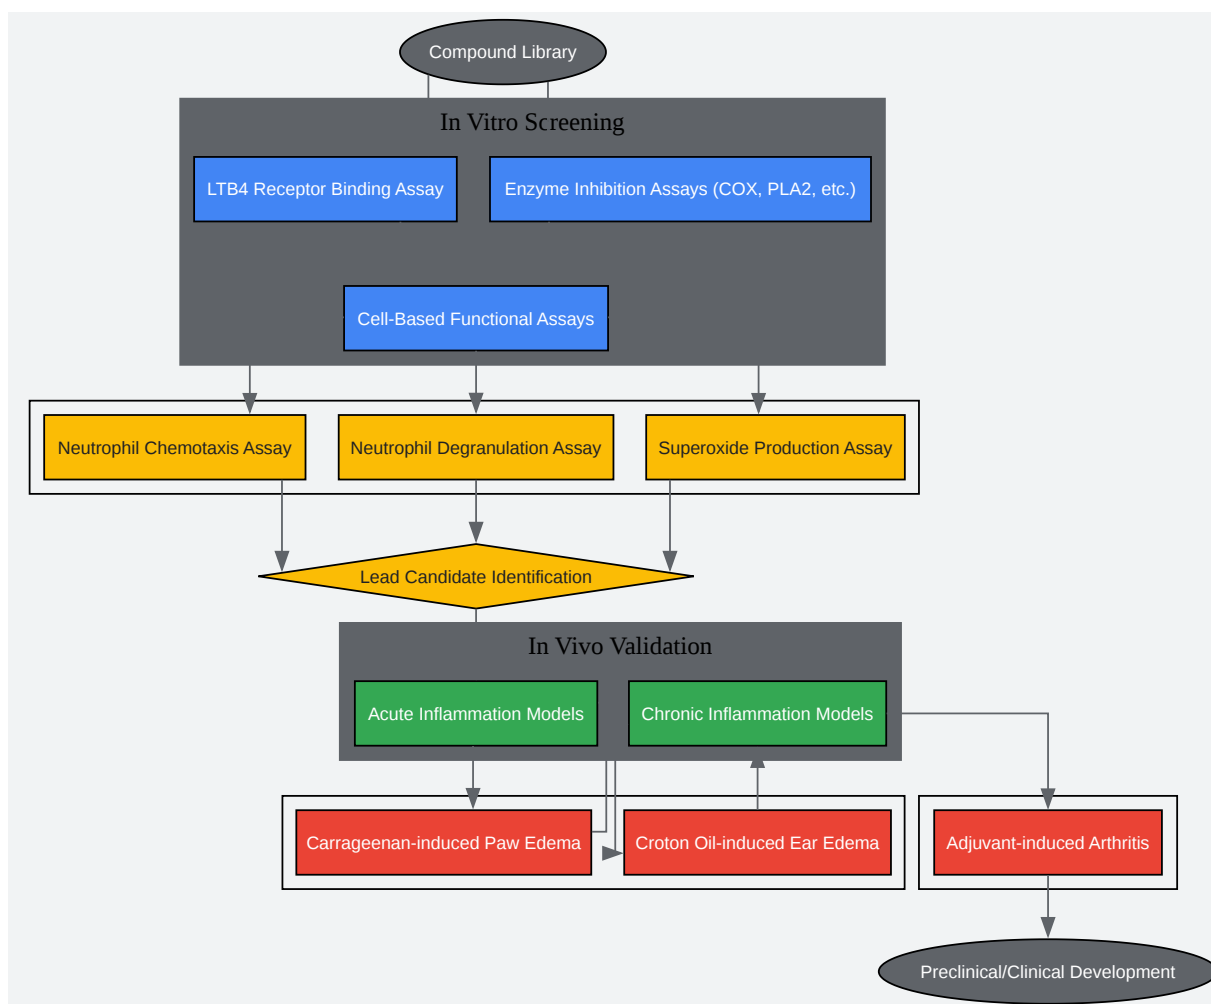 Compound Library
In Vitro Screening
LTB4 Receptor Binding Assay
Enzyme Inhibition Assays (COX, PLA2, etc.)
Cell-Based Functional Assays
Neutrophil Chemotaxis Assay
Neutrophil Degranulation Assay
Superoxide Production Assay
Lead Candidate Identification
In Vivo Validation
Acute Inflammation Models
Chronic Inflammation Models
Carrageenan-induced Paw Edema
Croton Oil-induced Ear Edema
Adjuvant-induced Arthritis
Preclinical/Clinical Development